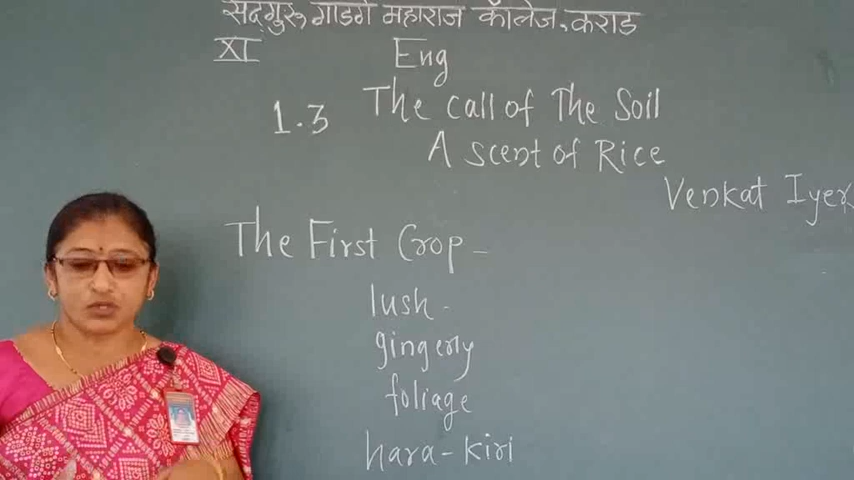 सद्गुरू गाडगे महाराज कॉलेज, कराड
XI Eng
1.3 The Call of The Soil
A scent of Rice
Venkat Iyer
The First Crop -
lush -
gingerly
foliage
hara - kiri